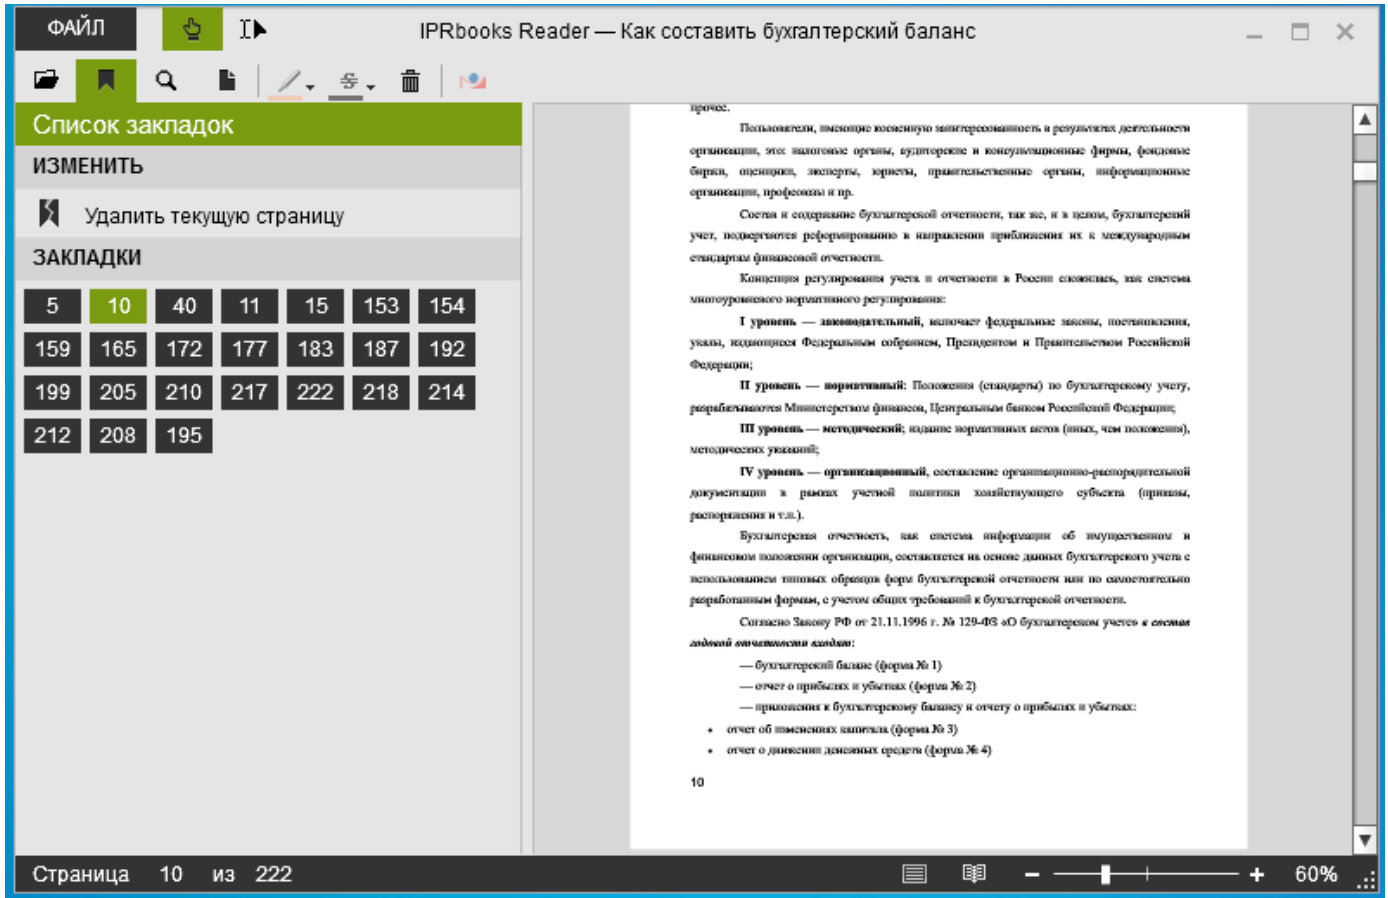 ФАЙЛ
IPRbooks Reader — Как составить бухгалтерский баланс
Список закладок
ИЗМЕНИТЬ
Удалить текущую страницу
ЗАКЛАДКИ
5 10 40 11 15 153 154
159 165 172 177 183 187 192
199 205 210 217 222 218 214
212 208 195
прочее.
Пользователи, имеющие косвенную заинтересованность в результатах деятельности
организации, это: налоговые органы, аудиторские и консультационные фирмы, фондовые
биржи, оценщики, эксперты, юристы, правительственные органы, информационные
организации, профсоюзы и пр.
Состав и содержание бухгалтерской отчетности, так же, и в целом, бухгалтерский
учет, подвергаются реформированию в направлении приближения их к международным
стандартам финансовой отчетности.
Концепция регулирования учета и отчетности в России сложилась, как система
многоуровневого нормативного регулирования:
I уровень — законодательный, включает федеральные законы, постановления,
указы, издающиеся Федеральным собранием, Президентом и Правительством Российской
Федерации;
II уровень — нормативный: Положения (стандарты) по бухгалтерскому учету,
разрабатываются Министерством финансов, Центральным банком Российской Федерации;
III уровень — методический; издание нормативных актов (иных, чем положения),
методических указаний;
IV уровень — организационный, составление организационно-распорядительной
документации в рамках учетной политики хозяйствующего субъекта (приказы,
распоряжения и т.п.).
Бухгалтерская отчетность, как система информации об имущественном и
финансовом положении организации, составляется на основе данных бухгалтерского учета с
использованием типовых образцов форм бухгалтерской отчетности или по самостоятельно
разработанным формам, с учетом общих требований к бухгалтерской отчетности.
Согласно Закону РФ от 21.11.1996 г. № 129-ФЗ «О бухгалтерском учете» в состав
годовой отчетности входят:
— бухгалтерский баланс (форма № 1)
— отчет о прибылях и убытках (форма № 2)
— приложения к бухгалтерскому балансу и отчету о прибылях и убытках:
• отчет об изменениях капитала (форма № 3)
• отчет о движении денежных средств (форма № 4)
10
Страница 10 из 222
60%